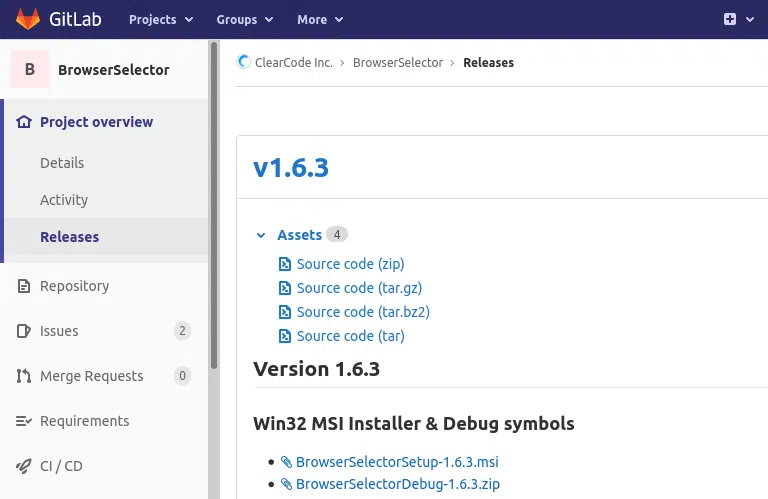 GitLab Projects Groups More
B BrowserSelector
Project overview
Details
Activity
Releases
Repository
Issues 2
Merge Requests 0
Requirements
CI / CD
ClearCode Inc. › BrowserSelector › Releases
v1.6.3
Assets 4
Source code (zip)
Source code (tar.gz)
Source code (tar.bz2)
Source code (tar)
Version 1.6.3
Win32 MSI Installer & Debug symbols
• BrowserSelectorSetup-1.6.3.msi
• BrowserSelectorDebug-1.6.3.zip